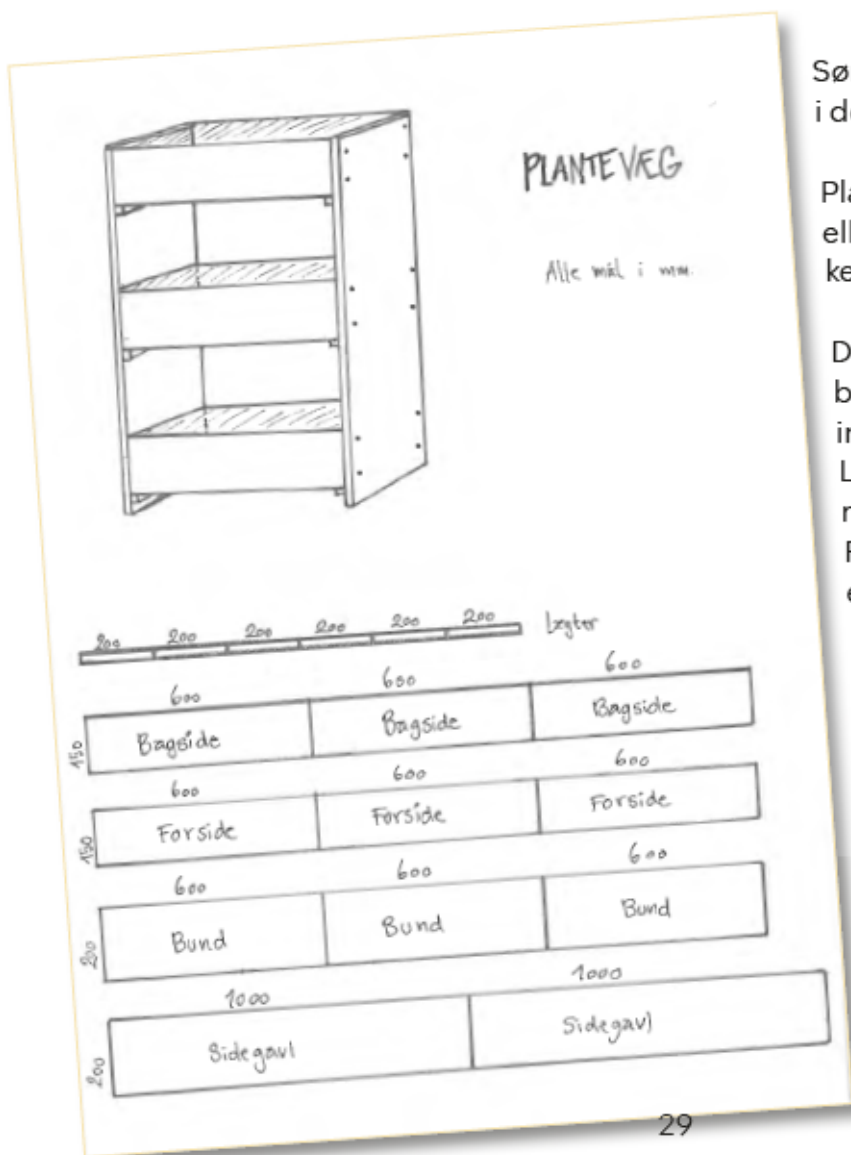 PLANTEVÆG
Alle mål i mm.
200 200 200 200 200 200 Lægter
600 600 600
150 Bagside Bagside Bagside
600 600 600
150 Forside Forside Forside
600 600 600
200 Bund Bund Bund
1000 1000
200 Sidegavl Sidegavl
29